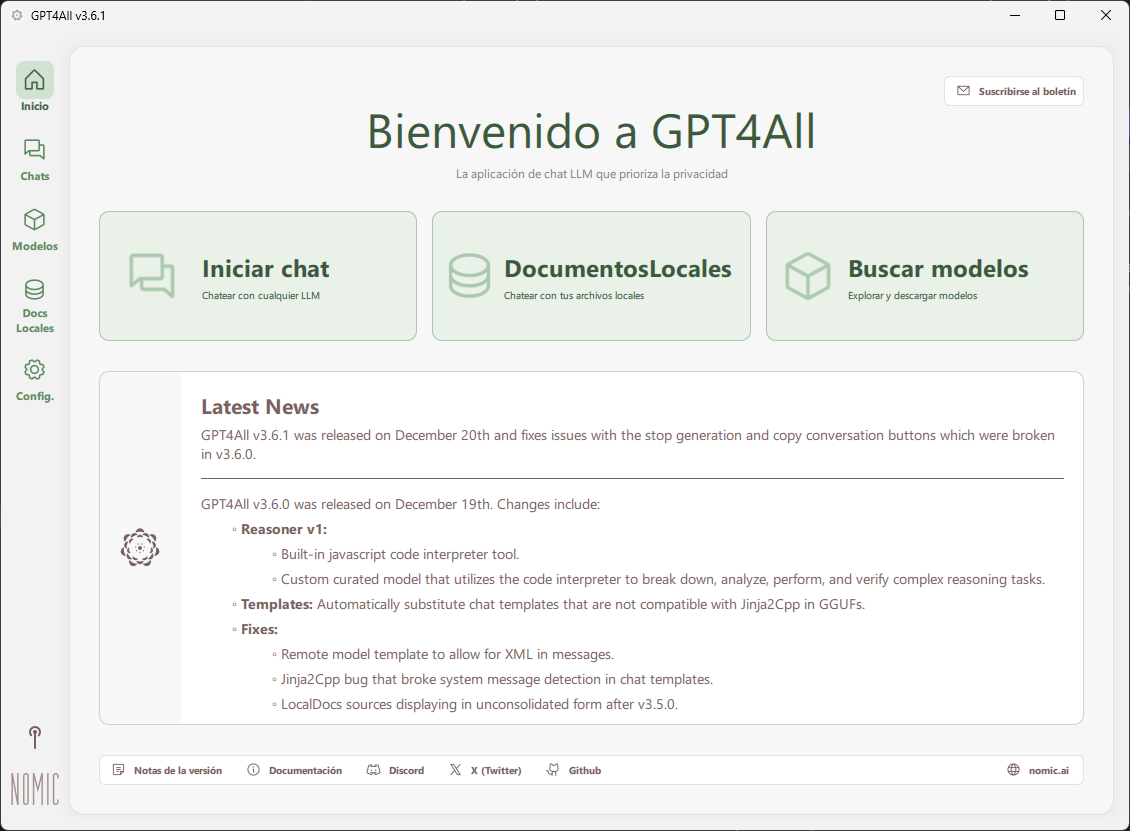 GPT4All v3.6.1
Inicio
Chats
Modelos
Docs
Locales
Config.
NOMIC
Suscribirse al boletín
Bienvenido a GPT4All
La aplicación de chat LLM que prioriza la privacidad
Iniciar chat
Chatear con cualquier LLM
DocumentosLocales
Chatear con tus archivos locales
Buscar modelos
Explorar y descargar modelos
Latest News
GPT4All v3.6.1 was released on December 20th and fixes issues with the stop generation and copy conversation buttons which were broken
in v3.6.0.
GPT4All v3.6.0 was released on December 19th. Changes include:
◦ Reasoner v1:
◦ Built-in javascript code interpreter tool.
◦ Custom curated model that utilizes the code interpreter to break down, analyze, perform, and verify complex reasoning tasks.
◦ Templates: Automatically substitute chat templates that are not compatible with Jinja2Cpp in GGUFs.
◦ Fixes:
◦ Remote model template to allow for XML in messages.
◦ Jinja2Cpp bug that broke system message detection in chat templates.
◦ LocalDocs sources displaying in unconsolidated form after v3.5.0.
Notas de la versión Documentación Discord X (Twitter) Github nomic.ai